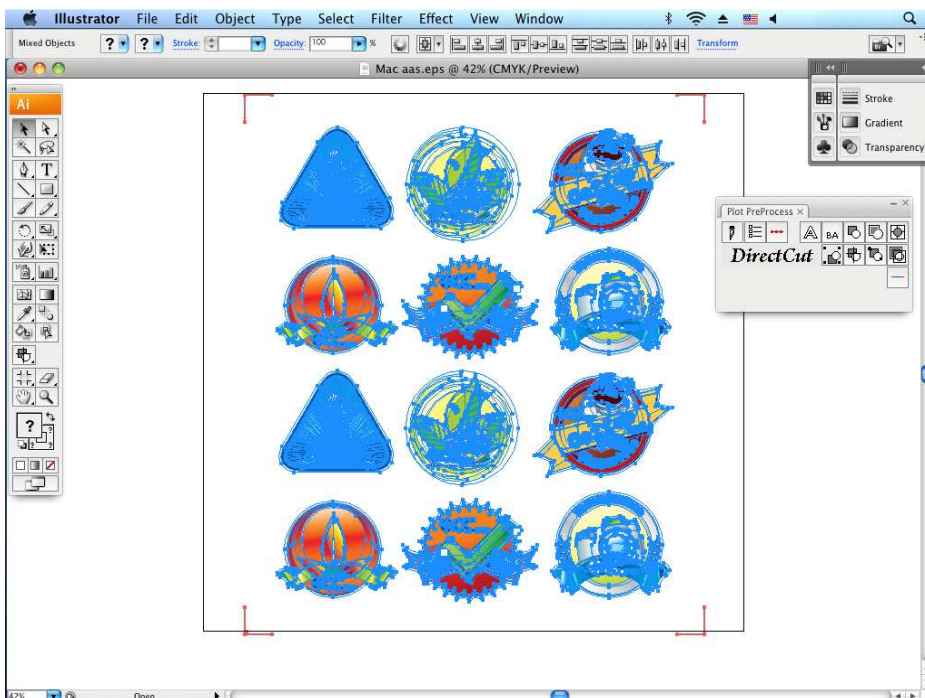 Illustrator File Edit Object Type Select Filter Effect View Window
Mixed Objects ? ? Stroke: Opacity: 100 % Transform
Mac aas.eps @ 42% (CMYK/Preview)
Ai
Stroke
Gradient
Transparency
Plot PreProcess ×
T
A BA
DirectCut
?
?
? ?
42% Open